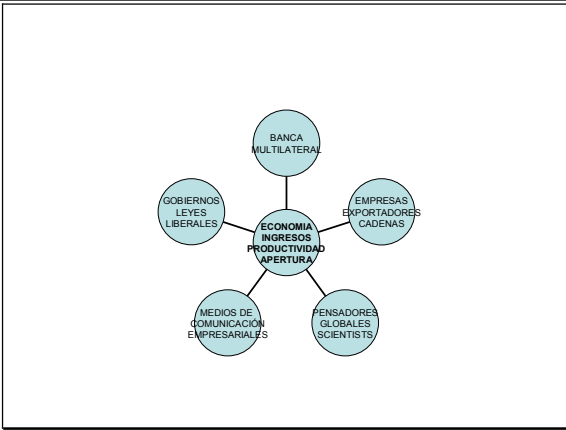 BANCA
MULTILATERAL
GOBIERNOS
LEYES
LIBERALES
EMPRESAS
EXPORTADORES
CADENAS
ECONOMIA
INGRESOS
PRODUCTIVIDAD
APERTURA
MEDIOS DE
COMUNICACIÓN
EMPRESARIALES
PENSADORES
GLOBALES
SCIENTISTS